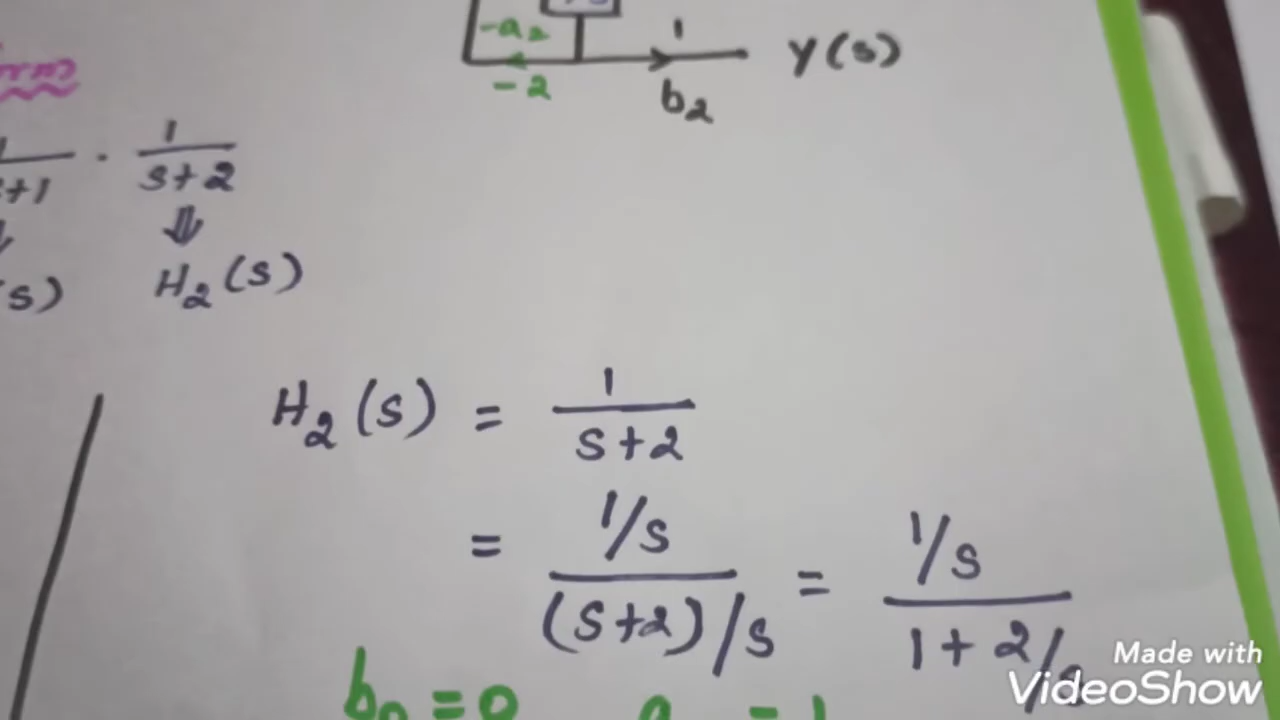 -a2 1
Y(s)
-2 b2
1/(s+2)
⇓
H2(s)
H2(s) = 1/(s+2)
= (1/s)/((s+2)/s) = (1/s)/(1+2/s)
b0 = 0
Made with
VideoShow